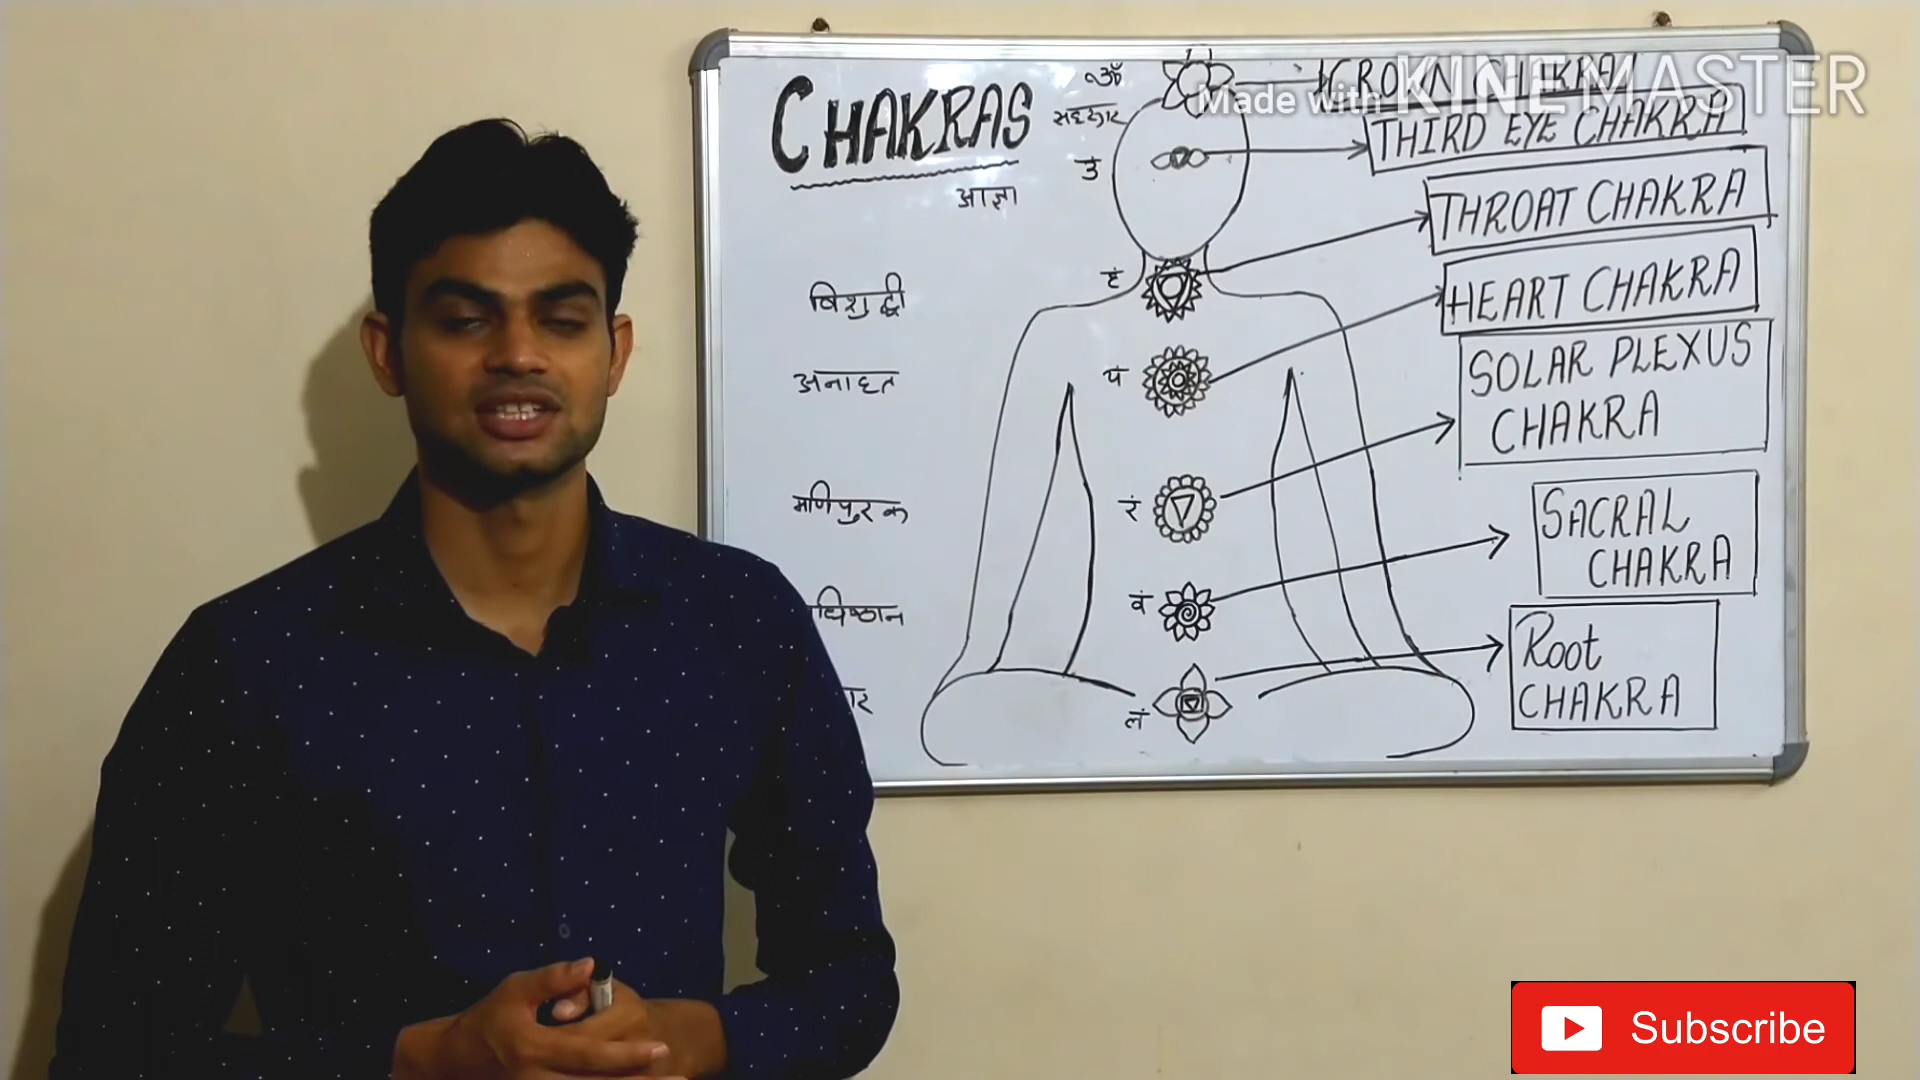 CHAKRAS
ॐ
CROWN CHAKRA
Made with KINEMASTER
THIRD EYE CHAKRA
उ
आज्ञा
THROAT CHAKRA
हं
विशुद्धी
HEART CHAKRA
यं
अनाहत
SOLAR PLEXUS
CHAKRA
रं
मणिपुरक
SACRAL
CHAKRA
वं
धिष्ठान
Root
CHAKRA
लं
ार
Subscribe